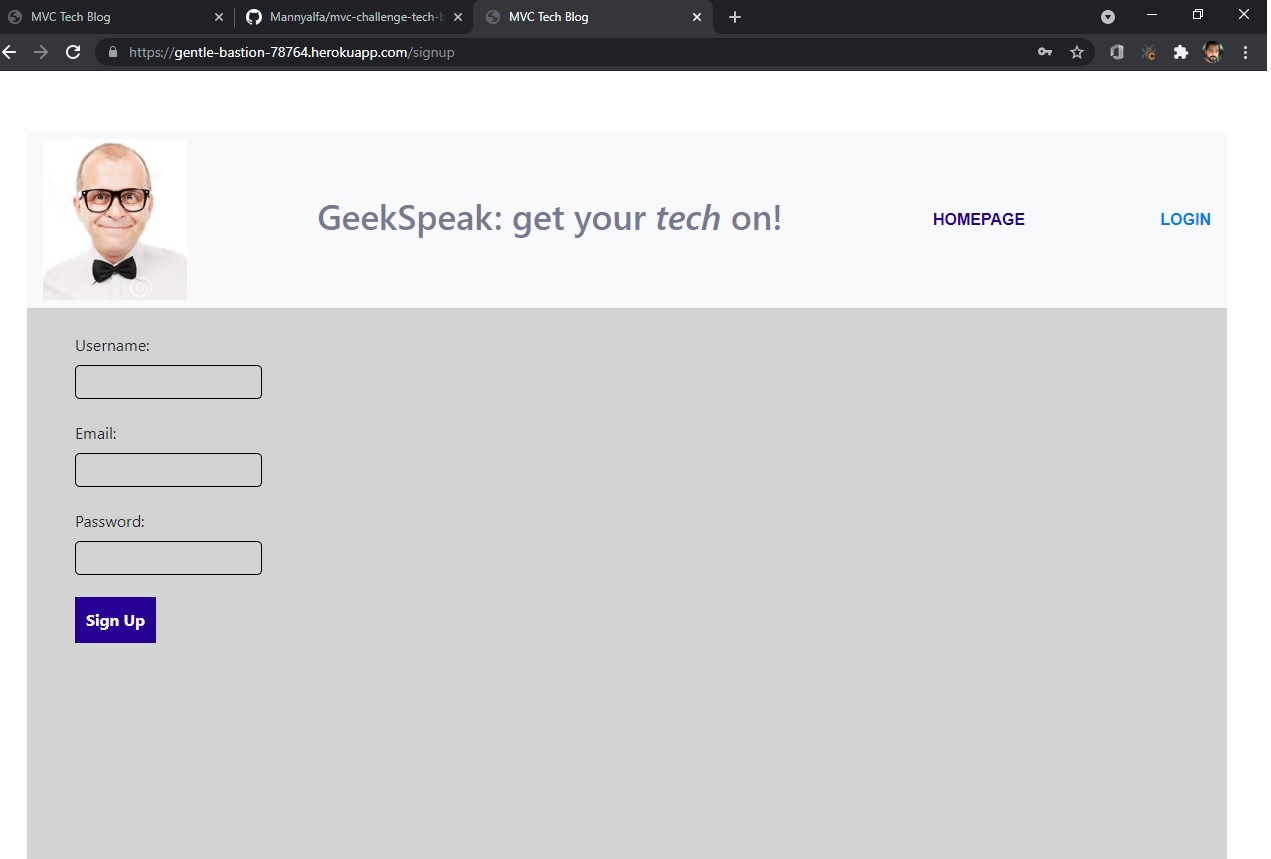 MVC Tech Blog
Mannyalfa/mvc-challenge-tech-b
MVC Tech Blog
https://gentle-bastion-78764.herokuapp.com/signup
GeekSpeak: get your tech on!
HOMEPAGE
LOGIN
Username:
Email:
Password:
Sign Up